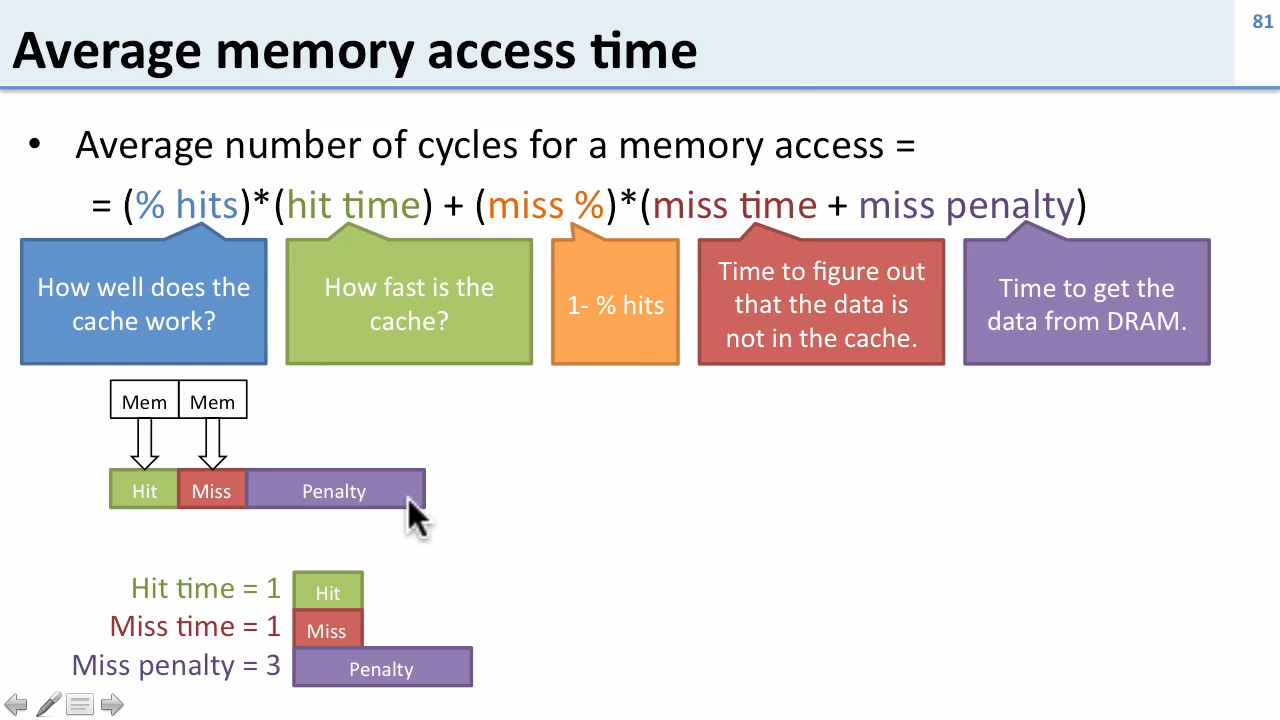 81
Average memory access time
• Average number of cycles for a memory access =
= (% hits)*(hit time) + (miss %)*(miss time + miss penalty)
How well does the
cache work?
How fast is the
cache?
1- % hits
Time to figure out
that the data is
not in the cache.
Time to get the
data from DRAM.
Mem Mem
Hit Miss Penalty
Hit time = 1 Hit
Miss time = 1 Miss
Miss penalty = 3 Penalty